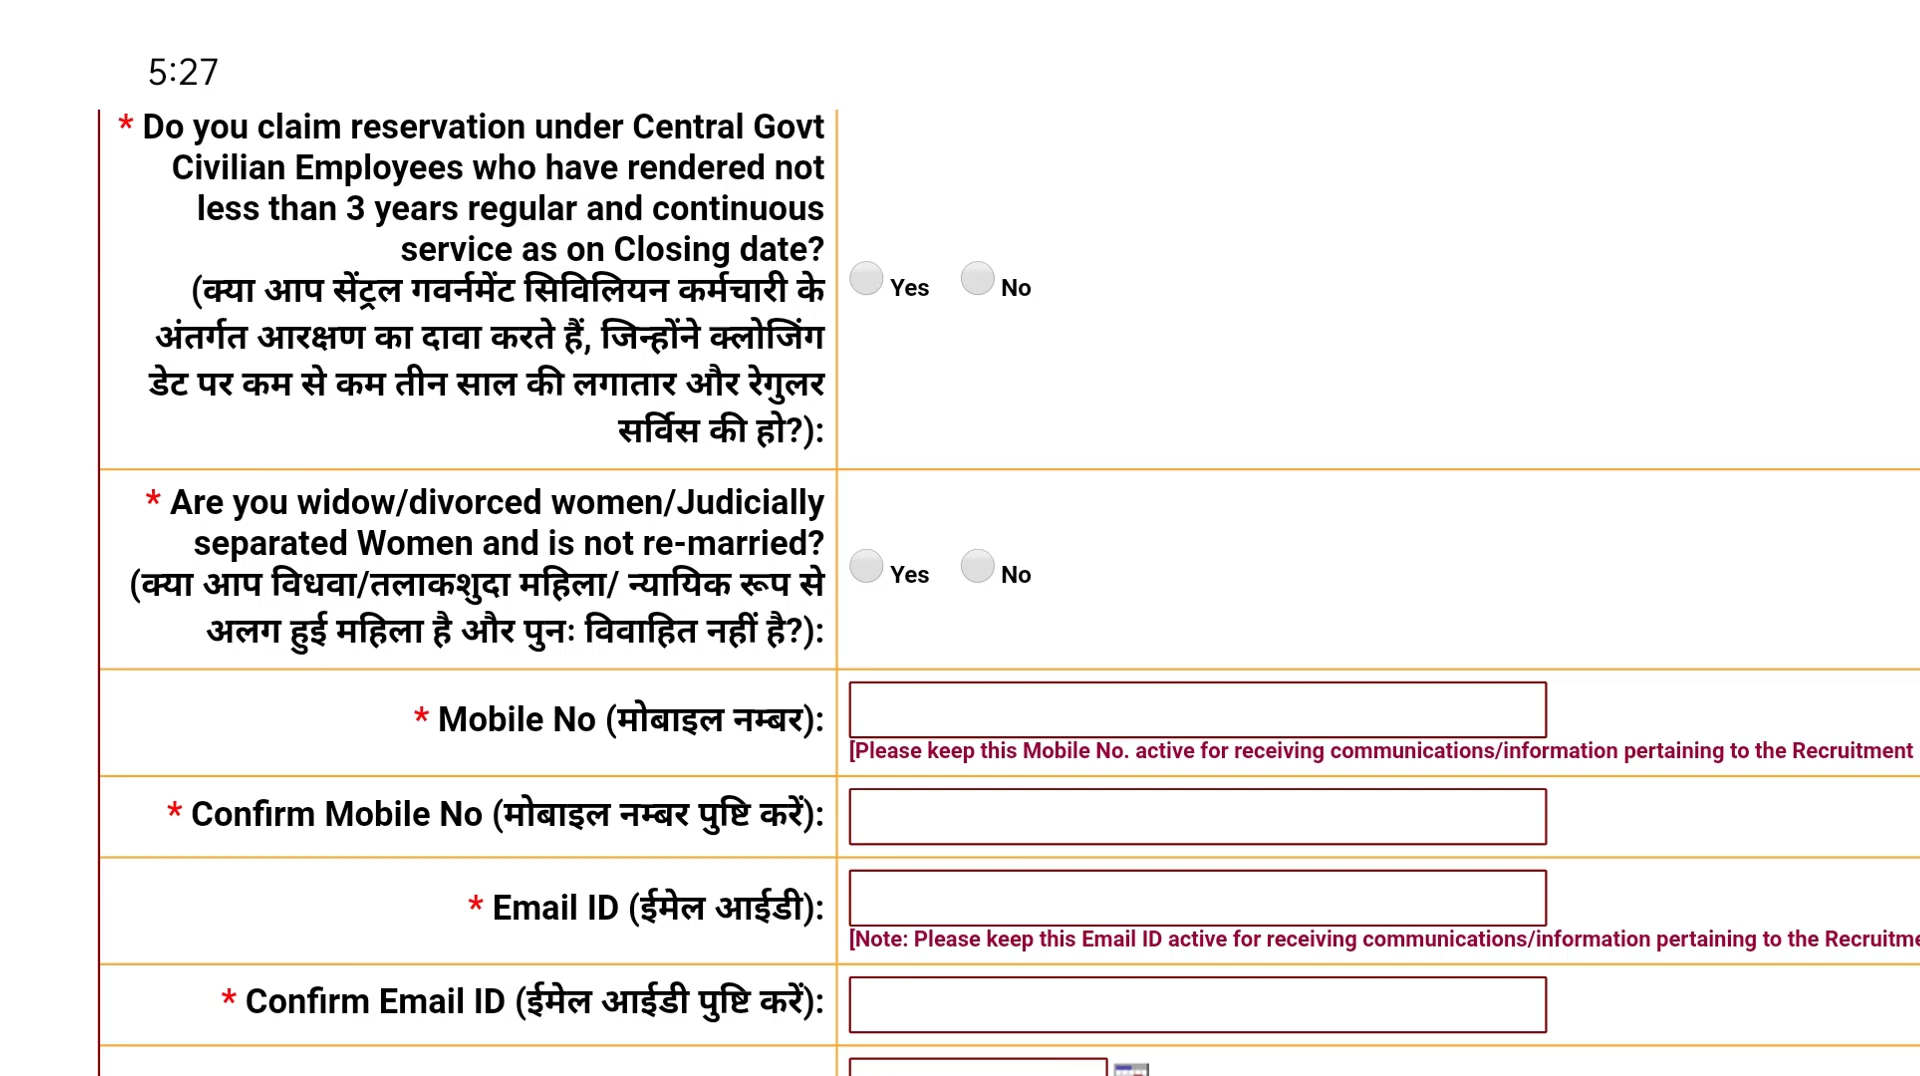 5:27
* Do you claim reservation under Central Govt
Civilian Employees who have rendered not
less than 3 years regular and continuous
service as on Closing date?
(क्या आप सेंट्रल गवर्नमेंट सिविलियन कर्मचारी के
अंतर्गत आरक्षण का दावा करते हैं, जिन्होंने क्लोजिंग
डेट पर कम से कम तीन साल की लगातार और रेगुलर
सर्विस की हो?):
Yes No
* Are you widow/divorced women/Judicially
separated Women and is not re-married?
(क्या आप विधवा/तलाकशुदा महिला/ न्यायिक रूप से
अलग हुई महिला है और पुनः विवाहित नहीं है?):
Yes No
* Mobile No (मोबाइल नम्बर):
[Please keep this Mobile No. active for receiving communications/information pertaining to the Recruitment
* Confirm Mobile No (मोबाइल नम्बर पुष्टि करें):
* Email ID (ईमेल आईडी):
[Note: Please keep this Email ID active for receiving communications/information pertaining to the Recruitme
* Confirm Email ID (ईमेल आईडी पुष्टि करें):